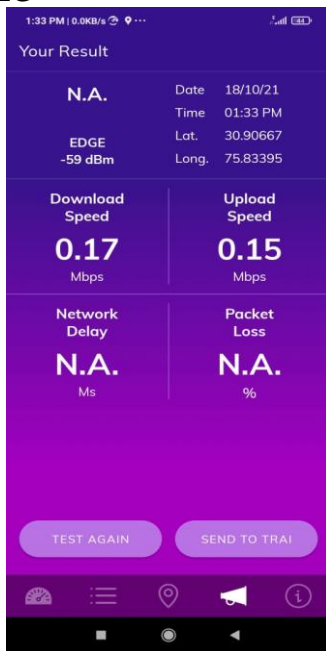 1:33 PM | 0.0KB/s
44
Your Result
N.A.
EDGE
-59 dBm
Date 18/10/21
Time 01:33 PM
Lat. 30.90667
Long. 75.83395
Download
Speed
0.17
Mbps
Upload
Speed
0.15
Mbps
Network
Delay
N.A.
Ms
Packet
Loss
N.A.
%
TEST AGAIN
SEND TO TRAI